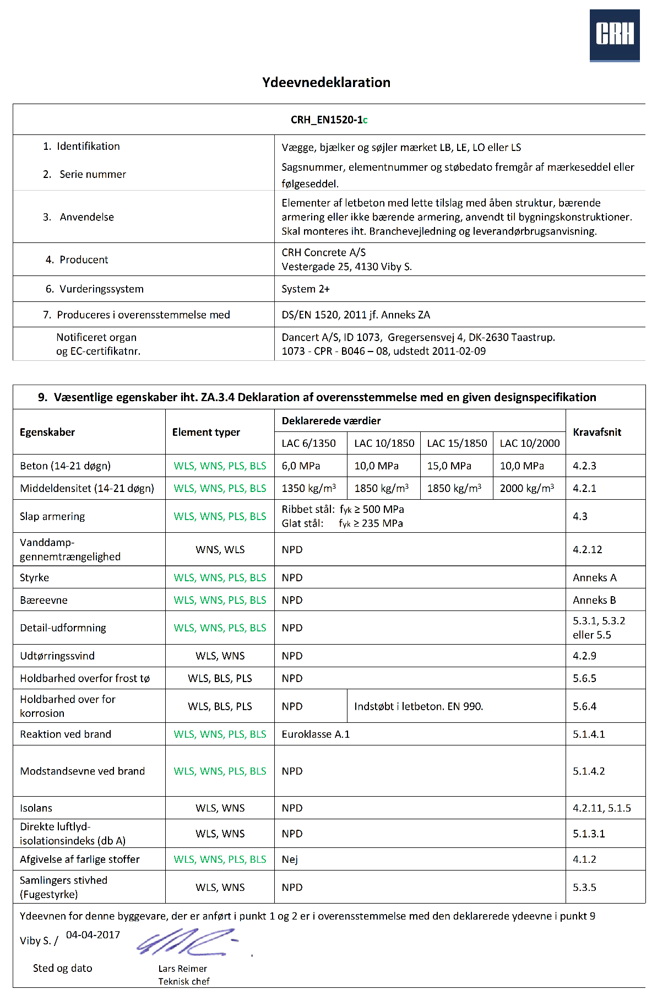 CRH
Ydeevnedeklaration
CRH_EN1520-1c
1. Identifikation
Vægge, bjælker og søjler mærket LB, LE, LO eller LS
2. Serie nummer
Sagsnummer, elementnummer og støbedato fremgår af mærkeseddel eller
følgeseddel.
3. Anvendelse
Elementer af letbeton med lette tilslag med åben struktur, bærende
armering eller ikke bærende armering, anvendt til bygningskonstruktioner.
Skal monteres iht. Branchevejledning og leverandørbrugsanvisning.
4. Producent
CRH Concrete A/S
Vestergade 25, 4130 Viby S.
6. Vurderingssystem
System 2+
7. Produceres i overensstemmelse med
DS/EN 1520, 2011 jf. Anneks ZA
Notificeret organ
og EC-certifikatnr.
Dancert A/S, ID 1073, Gregersensvej 4, DK-2630 Taastrup.
1073 - CPR - B046 – 08, udstedt 2011-02-09
9. Væsentlige egenskaber iht. ZA.3.4 Deklaration af overensstemmelse med en given designspecifikation
Egenskaber
Element typer
Deklarerede værdier
Kravafsnit
LAC 6/1350 LAC 10/1850 LAC 15/1850 LAC 10/2000
Beton (14-21 døgn) WLS, WNS, PLS, BLS 6,0 MPa 10,0 MPa 15,0 MPa 10,0 MPa 4.2.3
Middeldensitet (14-21 døgn) WLS, WNS, PLS, BLS 1350 kg/m³ 1850 kg/m³ 1850 kg/m³ 2000 kg/m³ 4.2.1
Slap armering WLS, WNS, PLS, BLS
Ribbet stål: fyk ≥ 500 MPa
Glat stål: fyk ≥ 235 MPa
4.3
Vanddamp-
gennemtrængelighed
WNS, WLS NPD 4.2.12
Styrke WLS, WNS, PLS, BLS NPD Anneks A
Bæreevne WLS, WNS, PLS, BLS NPD Anneks B
Detail-udformning WLS, WNS, PLS, BLS NPD
5.3.1, 5.3.2
eller 5.5
Udtørringssvind WLS, WNS NPD 4.2.9
Holdbarhed overfor frost tø WLS, BLS, PLS NPD 5.6.5
Holdbarhed over for
korrosion
WLS, BLS, PLS NPD Indstøbt i letbeton. EN 990. 5.6.4
Reaktion ved brand WLS, WNS, PLS, BLS Euroklasse A.1 5.1.4.1
Modstandsevne ved brand WLS, WNS, PLS, BLS NPD 5.1.4.2
Isolans WLS, WNS NPD 4.2.11, 5.1.5
Direkte luftlyd-
isolationsindeks (db A)
WLS, WNS NPD 5.1.3.1
Afgivelse af farlige stoffer WLS, WNS, PLS, BLS Nej 4.1.2
Samlingers stivhed
(Fugestyrke)
WLS, WNS NPD 5.3.5
Ydeevnen for denne byggevare, der er anført i punkt 1 og 2 er i overensstemmelse med den deklarerede ydeevne i punkt 9
Viby S. / 04-04-2017
Sted og dato
Lars Reimer
Teknisk chef